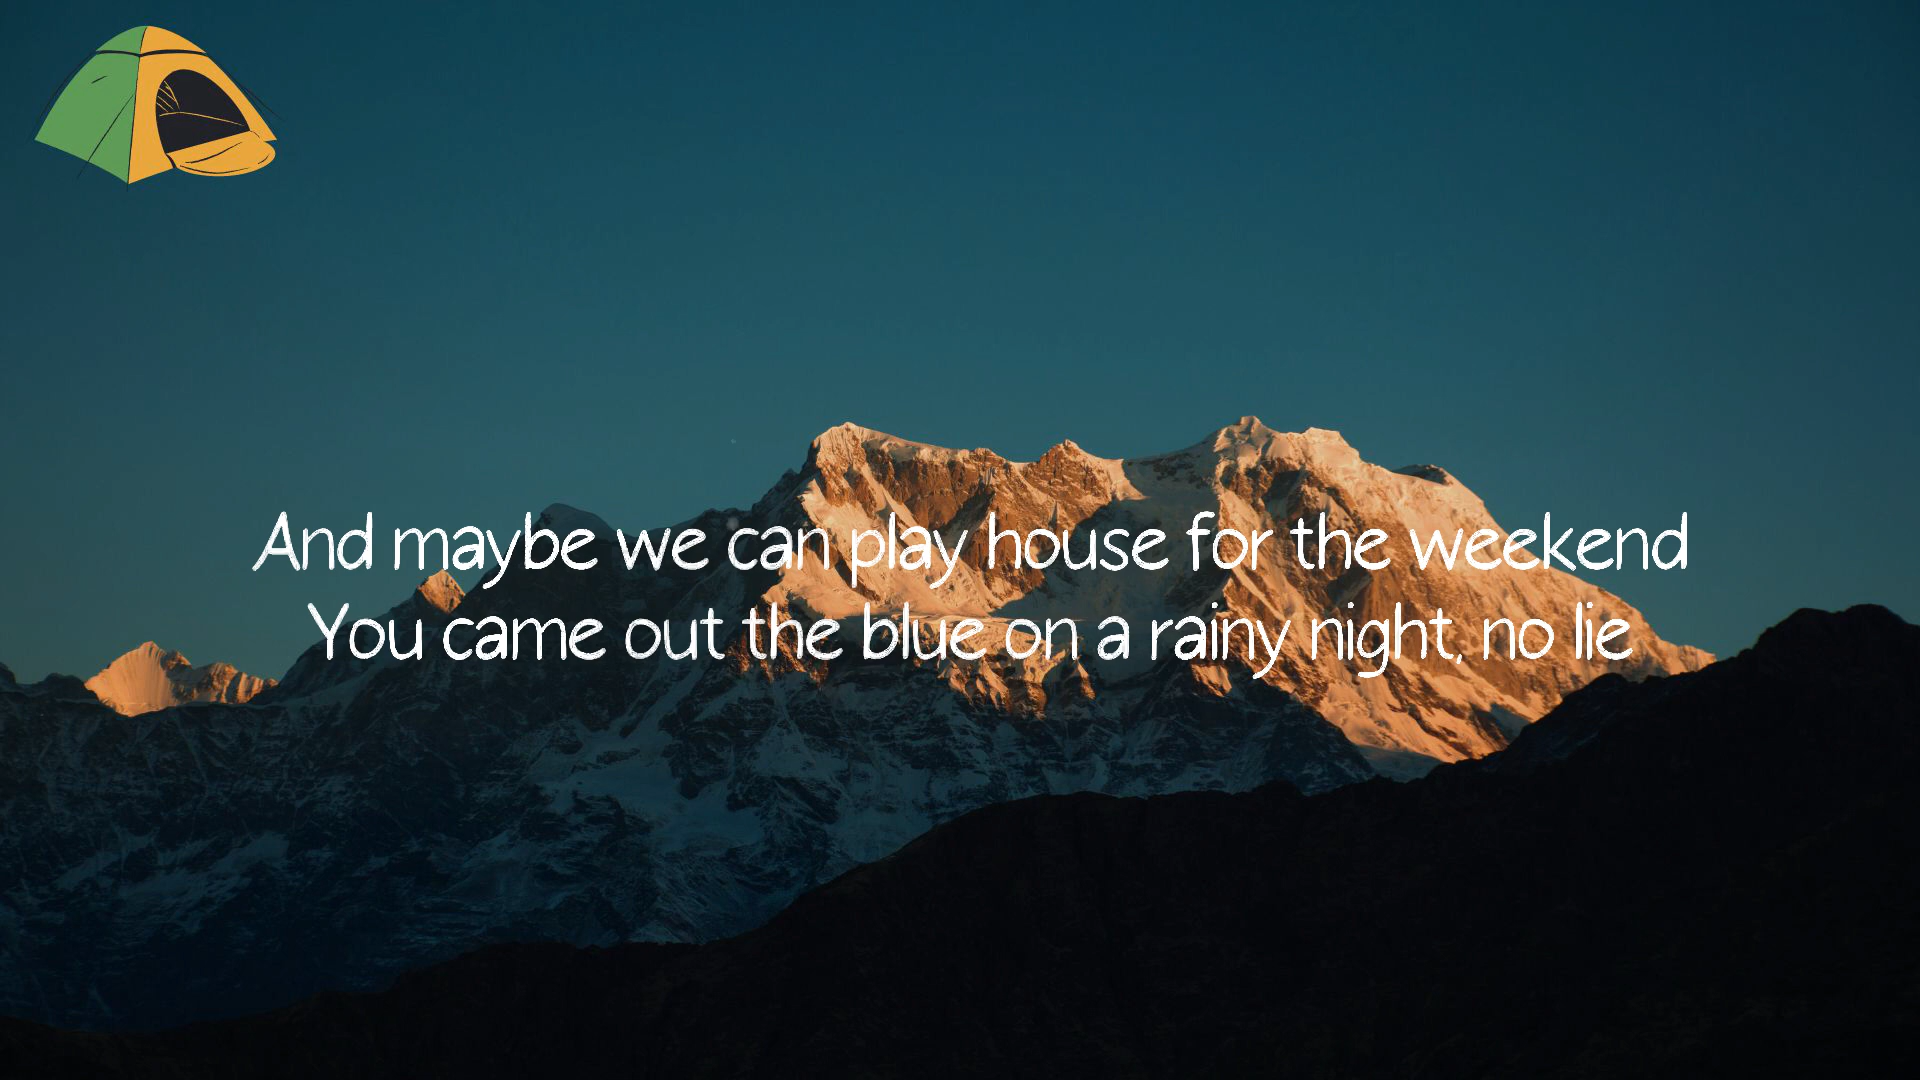 And maybe we can play house for the weekend
You came out the blue on a rainy night, no lie